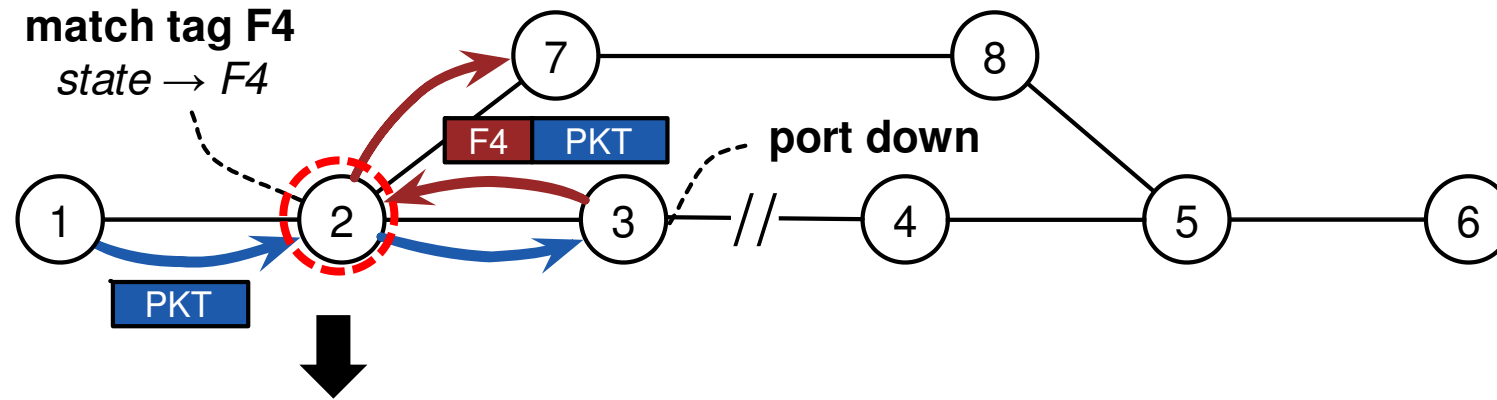 match tag F4
state → F4
7
8
F4 PKT
port down
1
2
3
//
4
5
6
PKT